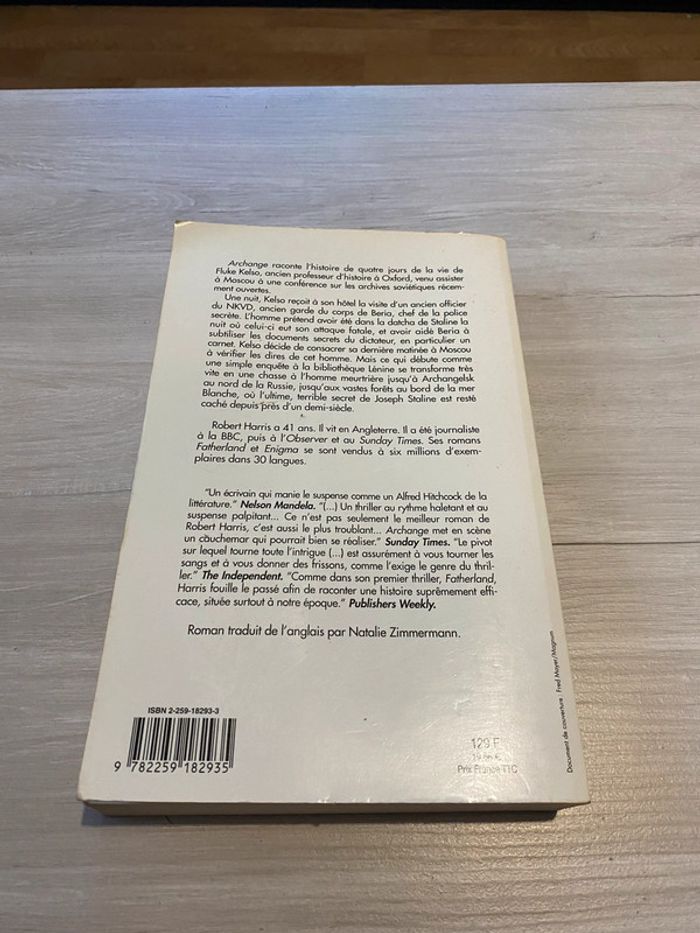 Archange raconte l'histoire de quatre jours de la vie de
Fluke Kelso, ancien professeur d'histoire à Oxford, venu assister
à Moscou à une conférence sur les archives soviétiques récem-
ment ouvertes.
Une nuit, Kelso reçoit à son hôtel la visite d'un ancien officier
du NKVD, ancien garde du corps de Beria, chef de la police
secrète. L'homme prétend avoir été dans la datcha de Staline la
nuit où celui-ci eut son attaque fatale, et avoir aidé Beria à
subtiliser les documents secrets du dictateur, en particulier un
carnet. Kelso décide de consacrer sa dernière matinée à Moscou
à vérifier les dires de cet homme. Mais ce qui débute comme
une simple enquête à la bibliothèque Lénine se transforme très
vite en une chasse à l'homme meurtrière jusqu'à Archangelsk
au nord de la Russie, jusqu'aux vastes forêts au bord de la mer
Blanche, où l'ultime, terrible secret de Joseph Staline est resté
caché depuis près d'un demi-siècle.
Robert Harris a 41 ans. Il vit en Angleterre. Il a été journaliste
à la BBC, puis à l'Observer et au Sunday Times. Ses romans
Fatherland et Enigma se sont vendus à six millions d'exem-
plaires dans 30 langues.
"Un écrivain qui manie le suspense comme un Alfred Hitchcock de la
littérature." Nelson Mandela. "(...) Un thriller au rythme haletant et au
suspense palpitant... Ce n'est pas seulement le meilleur roman de
Robert Harris, c'est aussi le plus troublant... Archange met en scène
un cauchemar qui pourrait bien se réaliser." Sunday Times. "Le pivot
sur lequel tourne toute l'intrigue (...) est assurément à vous tourner les
sangs et à vous donner des frissons, comme l'exige le genre du thril-
ler." The Independent. "Comme dans son premier thriller, Fatherland,
Harris fouille le passé afin de raconter une histoire suprêmement effi-
cace, située surtout à notre époque." Publishers Weekly.
Roman traduit de l'anglais par Natalie Zimmermann.
ISBN 2-259-18293-3
9 782259 182935
129 F
19,66 €
Prix France TTC
Document de couverture : Fred Mayer/Magnum